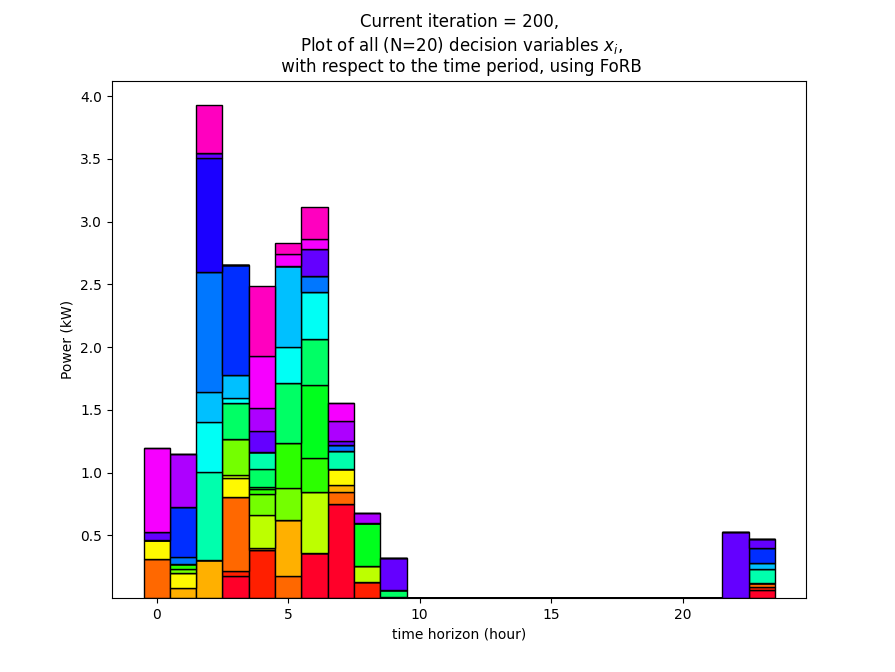 Current iteration = 200,
Plot of all (N=20) decision variables $x_i$,
with respect to the time period, using FoRB
4.0
3.5
3.0
2.5
2.0
1.5
1.0
0.5
Power (kW)
0 5 10 15 20
time horizon (hour)